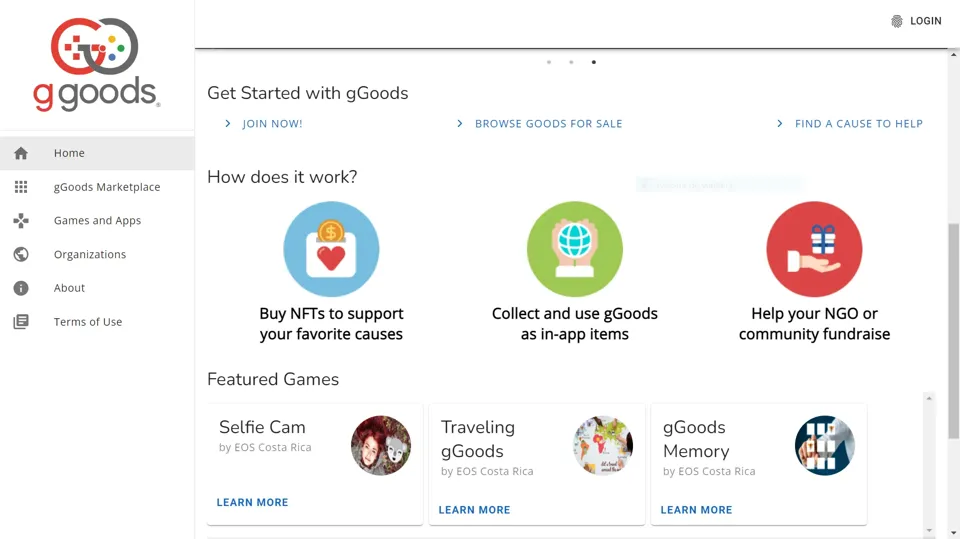 g goods®
LOGIN
Home
gGoods Marketplace
Games and Apps
Organizations
About
Terms of Use
Get Started with gGoods
JOIN NOW!
BROWSE GOODS FOR SALE
FIND A CAUSE TO HELP
How does it work?
Buy NFTs to support
your favorite causes
Collect and use gGoods
as in-app items
Help your NGO or
community fundraise
Featured Games
Selfie Cam
by EOS Costa Rica
LEARN MORE
Traveling
gGoods
by EOS Costa Rica
LEARN MORE
gGoods
Memory
by EOS Costa Rica
LEARN MORE